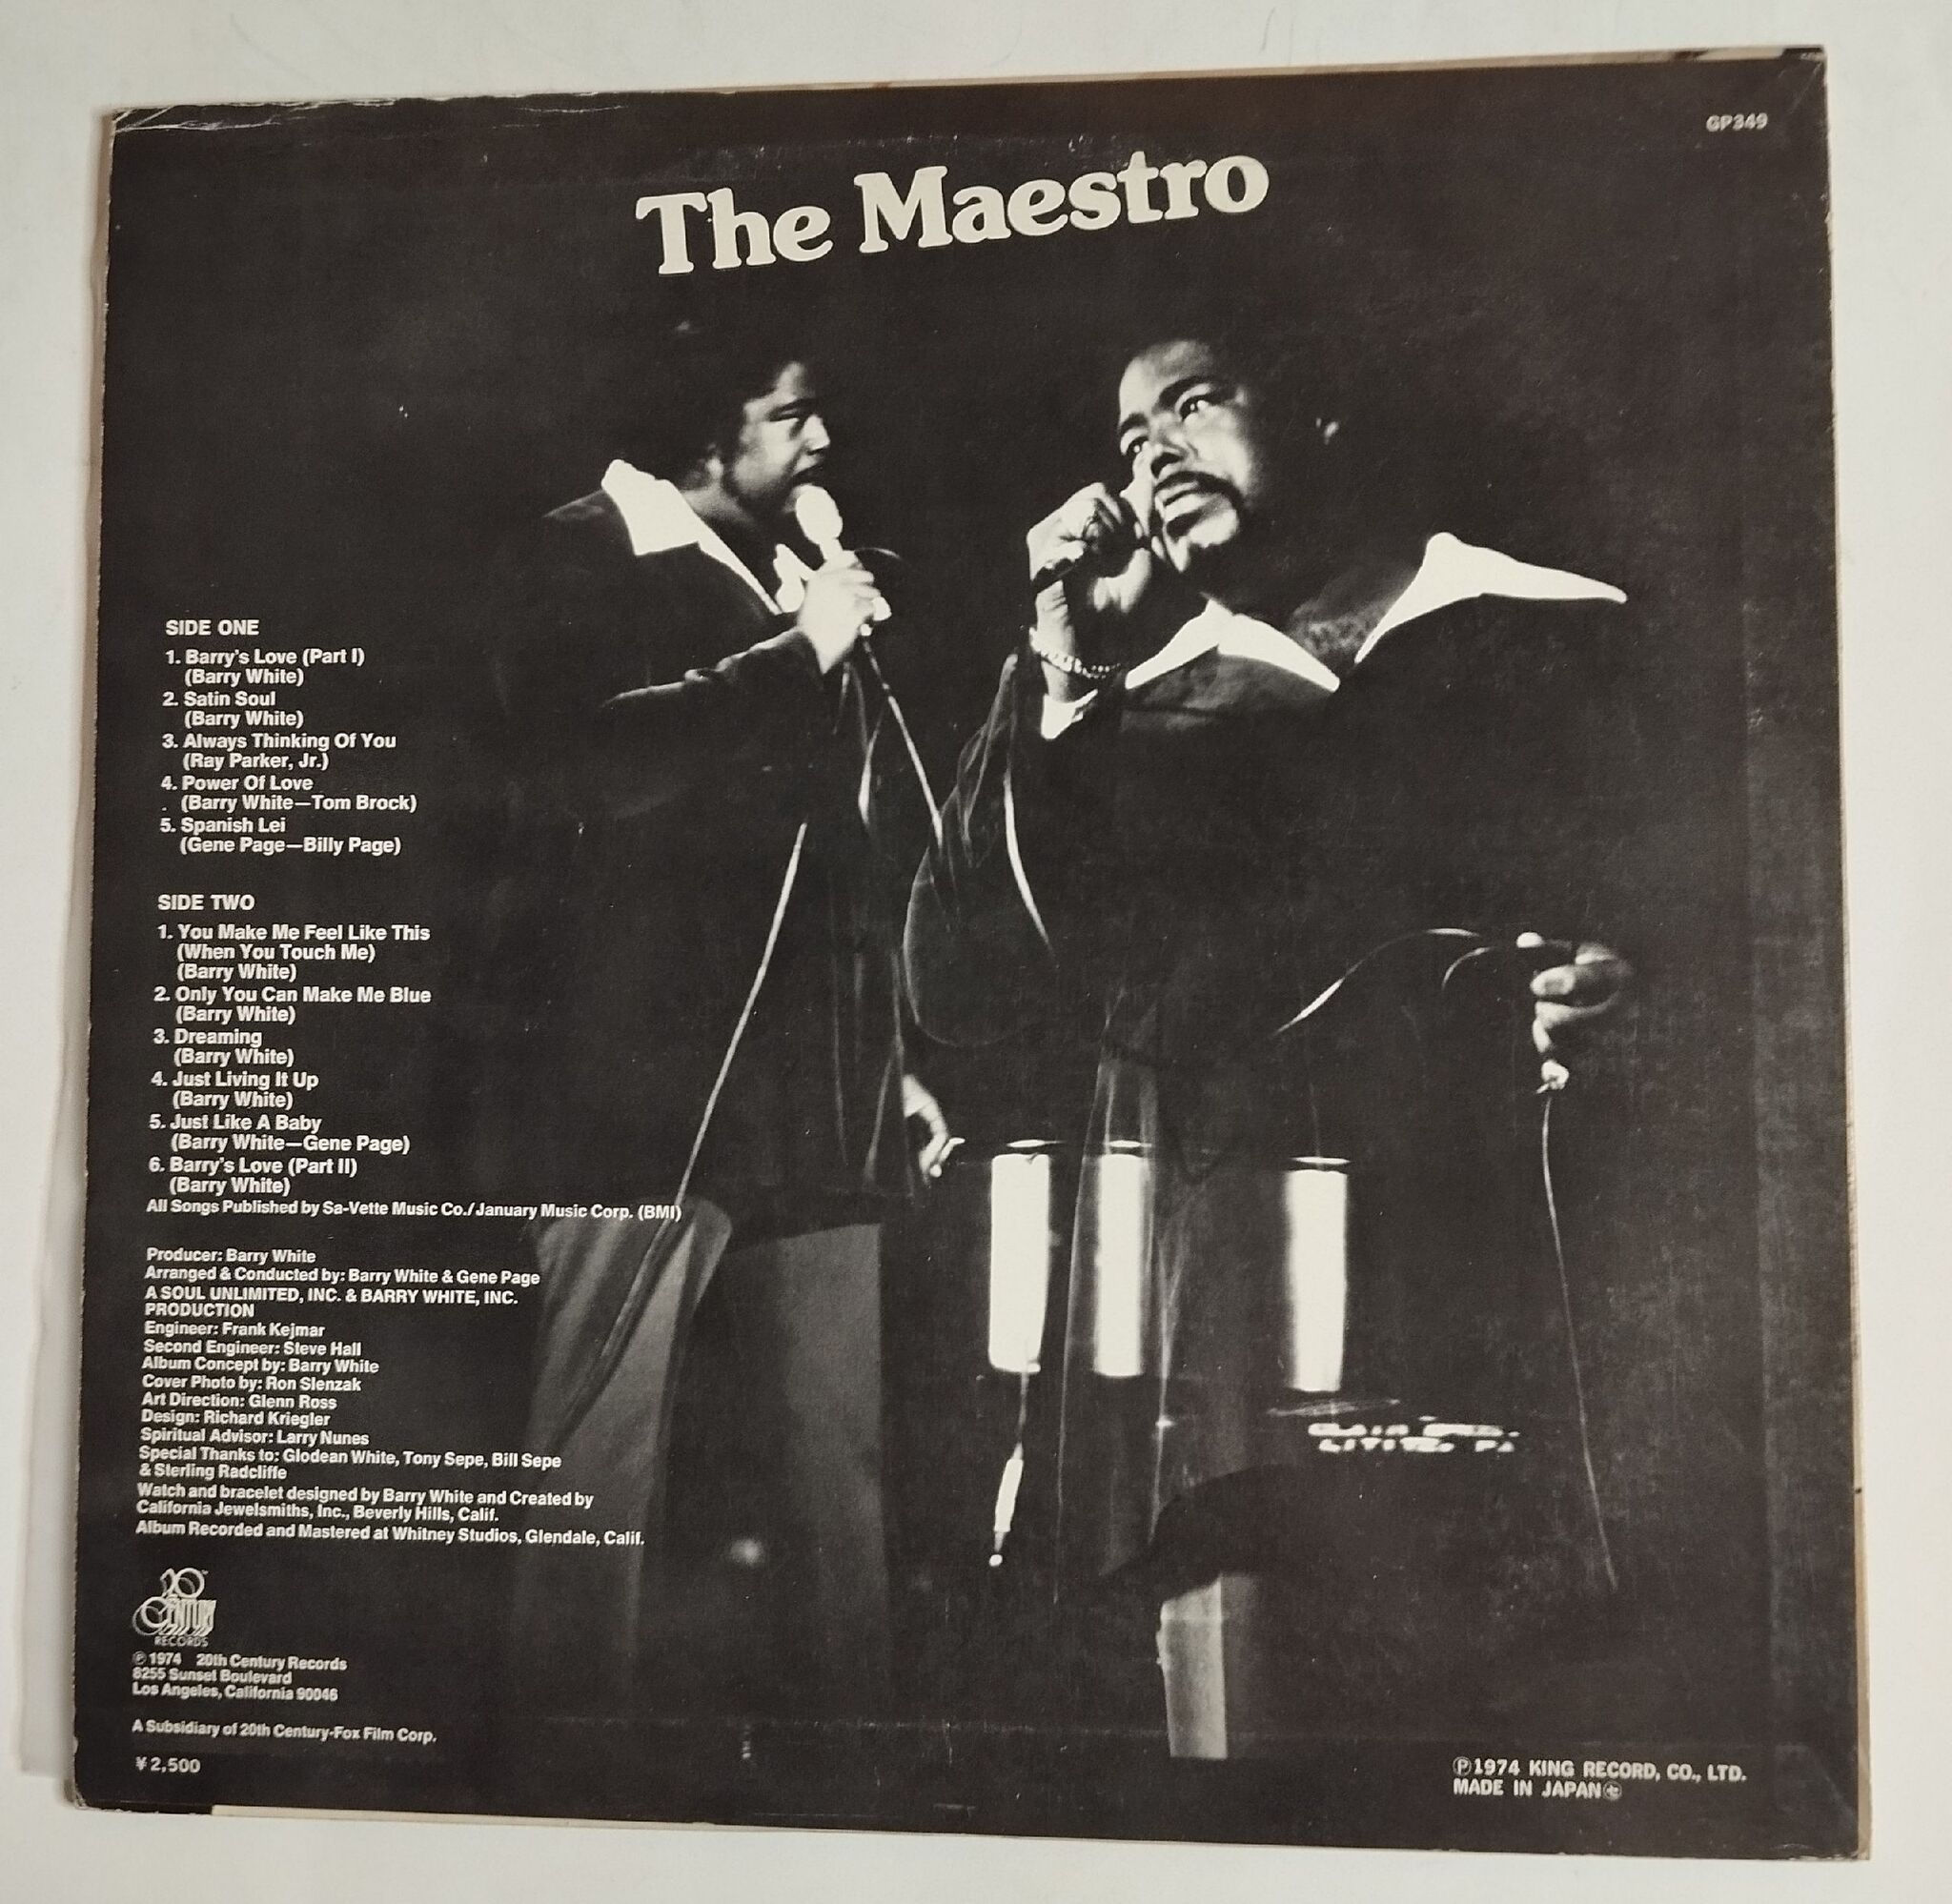 GP349
The Maestro
SIDE ONE
1. Barry's Love (Part I)
(Barry White)
2. Satin Soul
(Barry White)
3. Always Thinking Of You
(Ray Parker, Jr.)
4. Power Of Love
(Barry White—Tom Brock)
5. Spanish Lei
(Gene Page—Billy Page)
SIDE TWO
1. You Make Me Feel Like This
(When You Touch Me)
(Barry White)
2. Only You Can Make Me Blue
(Barry White)
3. Dreaming
(Barry White)
4. Just Living It Up
(Barry White)
5. Just Like A Baby
(Barry White—Gene Page)
6. Barry's Love (Part II)
(Barry White)
All Songs Published by Sa-Vette Music Co./January Music Corp. (BMI)
Producer: Barry White
Arranged & Conducted by: Barry White & Gene Page
A SOUL UNLIMITED, INC. & BARRY WHITE, INC.
PRODUCTION
Engineer: Frank Kejmar
Second Engineer: Steve Hall
Album Concept by: Barry White
Cover Photo by: Ron Slenzak
Art Direction: Glenn Ross
Design: Richard Kriegler
Spiritual Advisor: Larry Nunes
Special Thanks to: Glodean White, Tony Sepe, Bill Sepe
& Sterling Radcliffe
Watch and bracelet designed by Barry White and Created by
California Jewelsmiths, Inc., Beverly Hills, Calif.
Album Recorded and Mastered at Whitney Studios, Glendale, Calif.
20
CENTURY
RECORDS
℗ 1974 20th Century Records
8255 Sunset Boulevard
Los Angeles, California 90046
A Subsidiary of 20th Century-Fox Film Corp.
¥2,500
℗1974 KING RECORD, CO., LTD.
MADE IN JAPAN